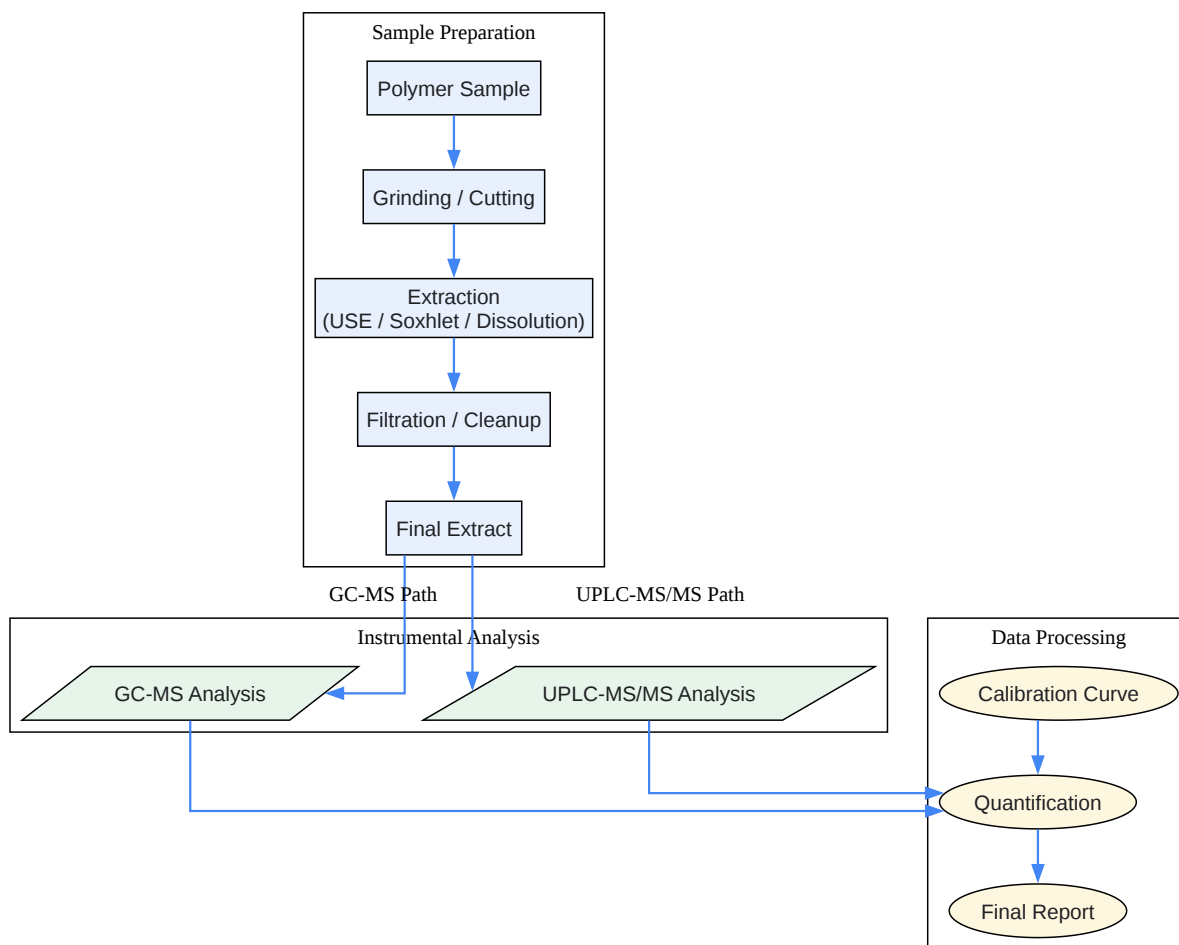 Sample Preparation
Polymer Sample
Grinding / Cutting
Extraction
(USE / Soxhlet / Dissolution)
Filtration / Cleanup
Final Extract
GC-MS Path
UPLC-MS/MS Path
Instrumental Analysis
GC-MS Analysis
UPLC-MS/MS Analysis
Data Processing
Calibration Curve
Quantification
Final Report